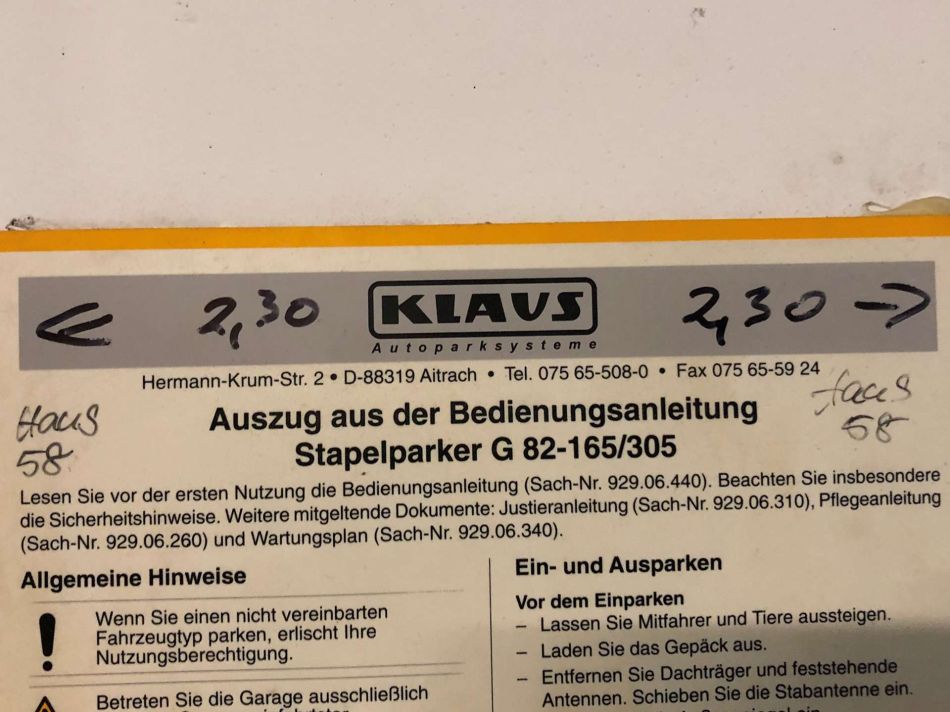 ← 2,30 KLAUS 2,30 →
Autoparksysteme
Hermann-Krum-Str. 2 • D-88319 Aitrach • Tel. 075 65-508-0 • Fax 075 65-59 24
Haus
58
Auszug aus der Bedienungsanleitung
Stapelparker G 82-165/305
Haus
58
Lesen Sie vor der ersten Nutzung die Bedienungsanleitung (Sach-Nr. 929.06.440). Beachten Sie insbesondere
die Sicherheitshinweise. Weitere mitgeltende Dokumente: Justieranleitung (Sach-Nr. 929.06.310), Pflegeanleitung
(Sach-Nr. 929.06.260) und Wartungsplan (Sach-Nr. 929.06.340).
Allgemeine Hinweise
Wenn Sie einen nicht vereinbarten
Fahrzeugtyp parken, erlischt Ihre
Nutzungsberechtigung.
Betreten Sie die Garage ausschließlich
Ein- und Ausparken
Vor dem Einparken
– Lassen Sie Mitfahrer und Tiere aussteigen.
– Laden Sie das Gepäck aus.
– Entfernen Sie Dachträger und feststehende
Antennen. Schieben Sie die Stabantenne ein.